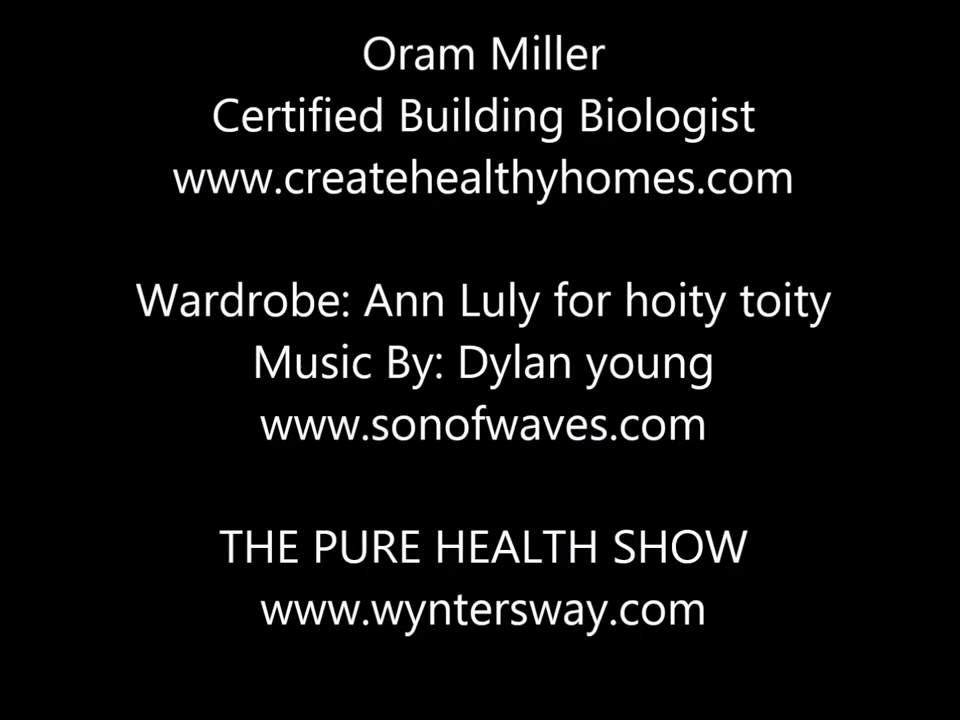 Oram Miller
Certified Building Biologist
www.createhealthyhomes.com
Wardrobe: Ann Luly for hoity toity
Music By: Dylan young
www.sonofwaves.com
THE PURE HEALTH SHOW
www.wyntersway.com